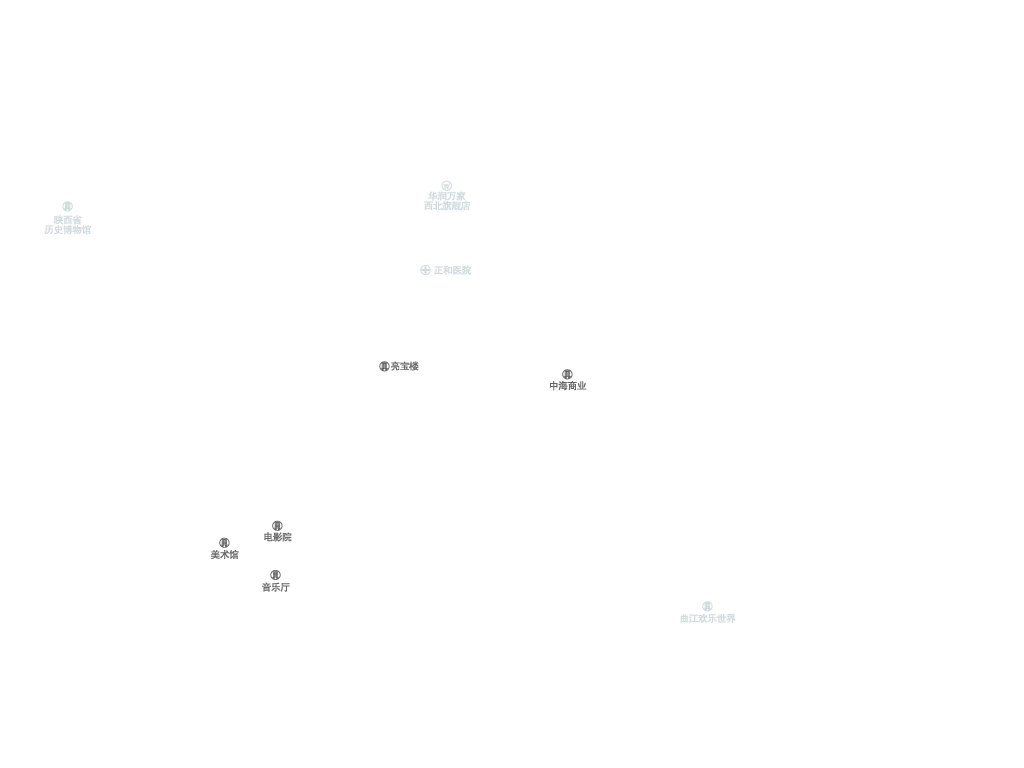 华润万家
西北旗舰店
陕西省
历史博物馆
正和医院
亮宝楼
中海商业
电影院
美术馆
音乐厅
曲江欢乐世界